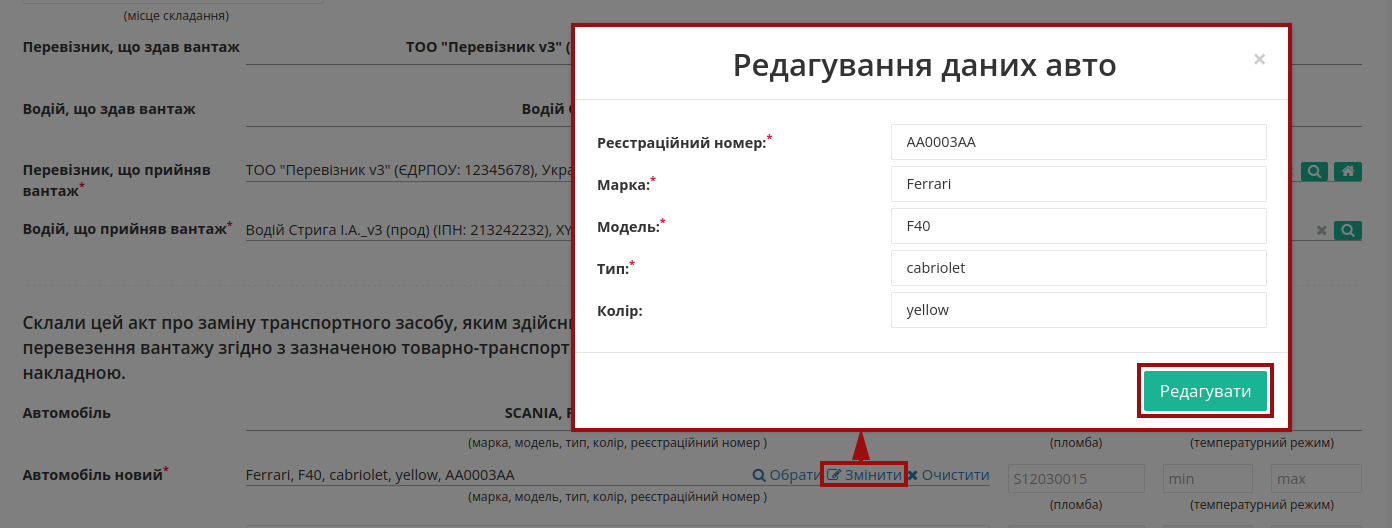 (місце складання)
Перевізник, що здав вантаж
ТОО "Перевізник v3" (
Водій, що здав вантаж
Водій
Перевізник, що прийняв вантаж*
ТОО "Перевізник v3" (ЄДРПОУ: 12345678), Укра
Водій, що прийняв вантаж*
Водій Стрига І.А._v3 (прод) (ІПН: 213242232), XY
Редагування даних авто
×
Реєстраційний номер:*
AA0003AA
Марка:*
Ferrari
Модель:*
F40
Тип:*
cabriolet
Колір:
yellow
Редагувати
Склали цей акт про заміну транспортного засобу, яким здійсн
перевезення вантажу згідно з зазначеною товарно-транспорт
накладною.
Автомобіль
SCANIA,
(марка, модель, тип, колір, реєстраційний номер )
(пломба)
(температурний режим)
Автомобіль новий*
Ferrari, F40, cabriolet, yellow, AA0003AA
Обрати
Змінити
Очистити
S12030015
min
max
(марка, модель, тип, колір, реєстраційний номер )
(пломба)
(температурний режим)